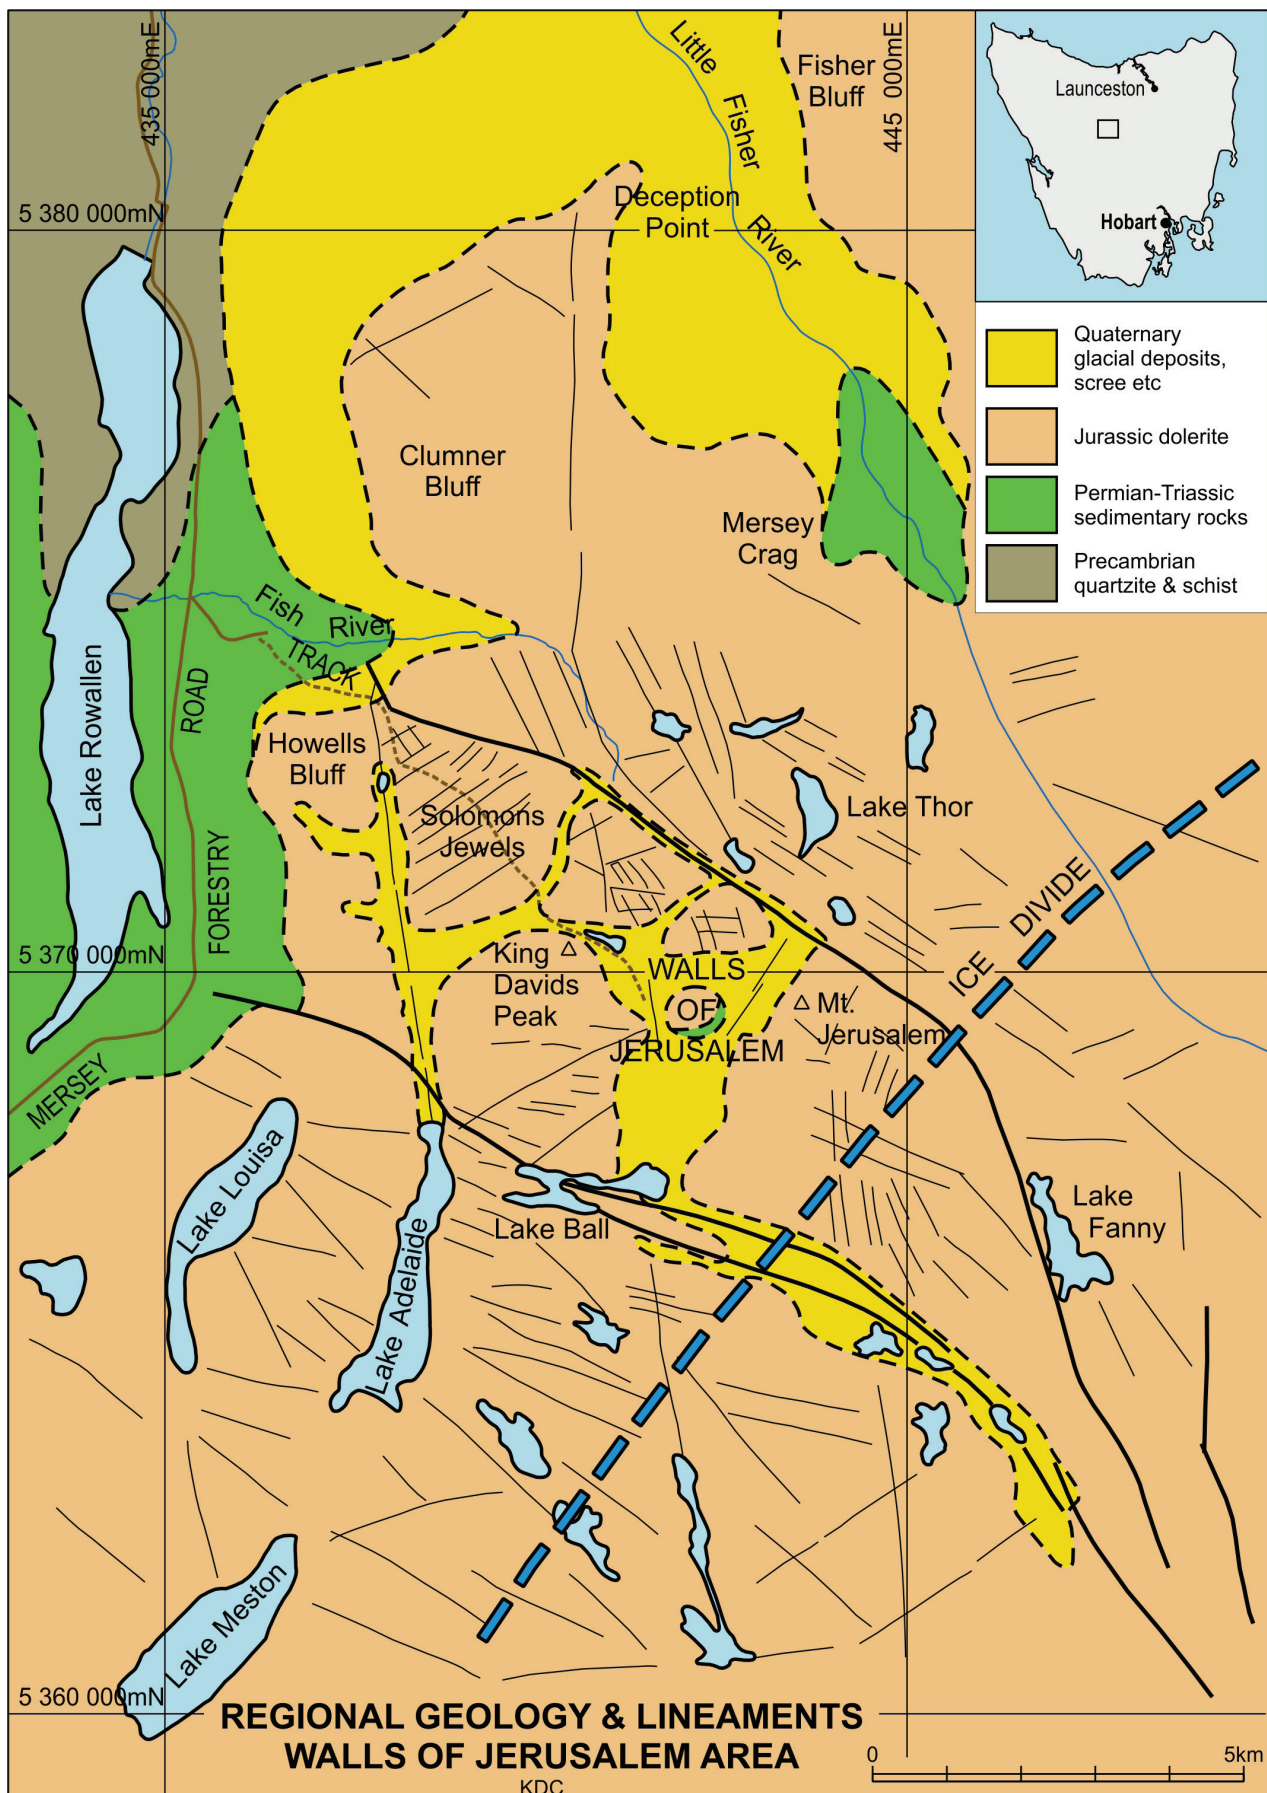 435 000mE
445 000mE
Little
Fisher
River
Fisher
Bluff
Launceston
Hobart
5 380 000mN
Deception
Point
Quaternary
glacial deposits,
scree etc
Jurassic dolerite
Permian-Triassic
sedimentary rocks
Precambrian
quartzite & schist
Clumner
Bluff
Mersey
Crag
Fish
River
TRACK
Lake Rowallen
ROAD
FORESTRY
MERSEY
Howells
Bluff
Solomons
Jewels
Lake Thor
5 370 000mN
King
Davids
Peak
WALLS
OF
JERUSALEM
Mt.
Jerusalem
ICE DIVIDE
Lake Louisa
Lake Adelaide
Lake Ball
Lake
Fanny
Lake Meston
5 360 000mN
REGIONAL GEOLOGY & LINEAMENTS
WALLS OF JERUSALEM AREA
KDC
0
5km